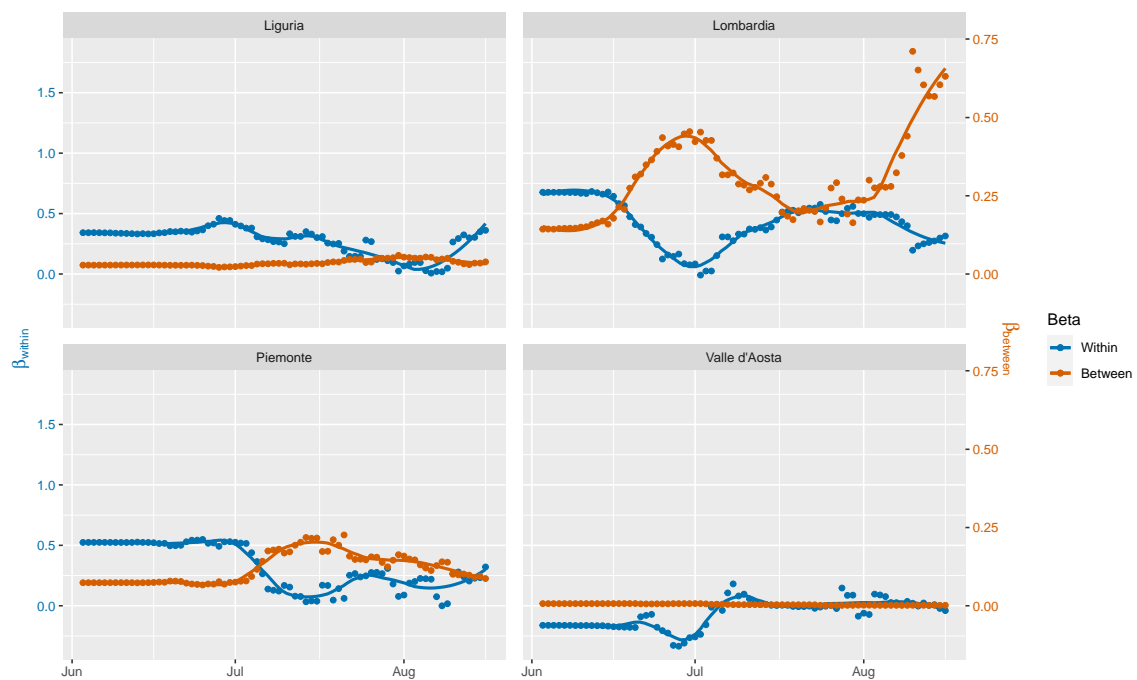 Liguria
Lombardia
1.5
1.0
0.5
0.0
0.75
0.50
0.25
0.00
Piemonte
Valle d'Aosta
1.5
1.0
0.5
0.0
0.75
0.50
0.25
0.00
Jun
Jul
Aug
Jun
Jul
Aug
βwithin
βbetween
Beta
Within
Between